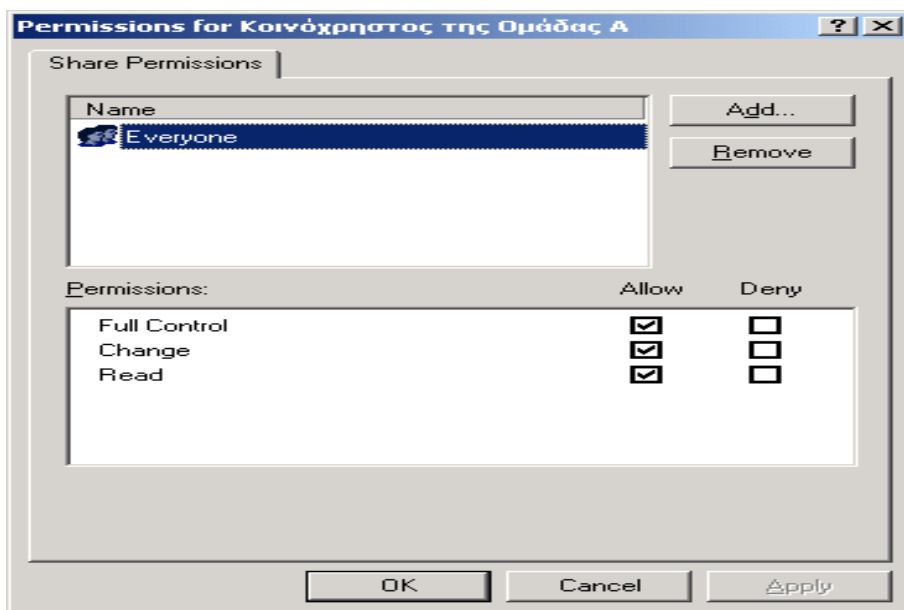 Permissions for Κοινόχρηστος της Ομάδας Α
Share Permissions
Name
Everyone
Add...
Remove
Permissions: Allow Deny
Full Control
Change
Read
OK Cancel Apply